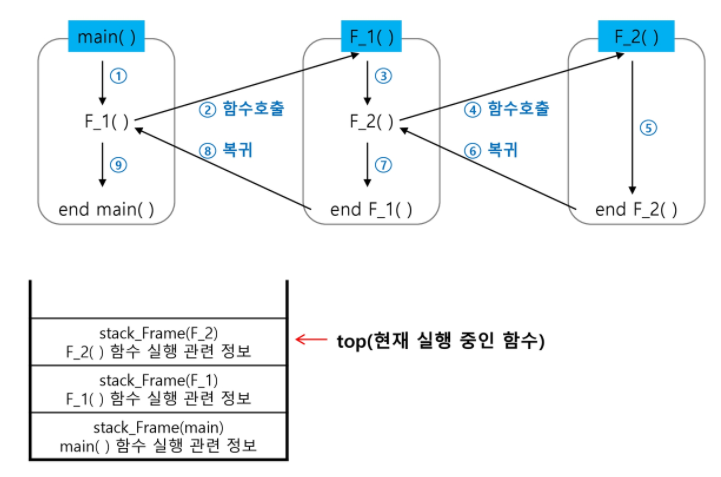 main( )
F_1( )
F_2( )
①
③
F_1( )
② 함수호출
F_2( )
④ 함수호출
⑤
⑨
⑧ 복귀
⑦
⑥ 복귀
end main( )
end F_1( )
end F_2( )
stack_Frame(F_2)
F_2( ) 함수 실행 관련 정보
top(현재 실행 중인 함수)
stack_Frame(F_1)
F_1( ) 함수 실행 관련 정보
stack_Frame(main)
main( ) 함수 실행 관련 정보